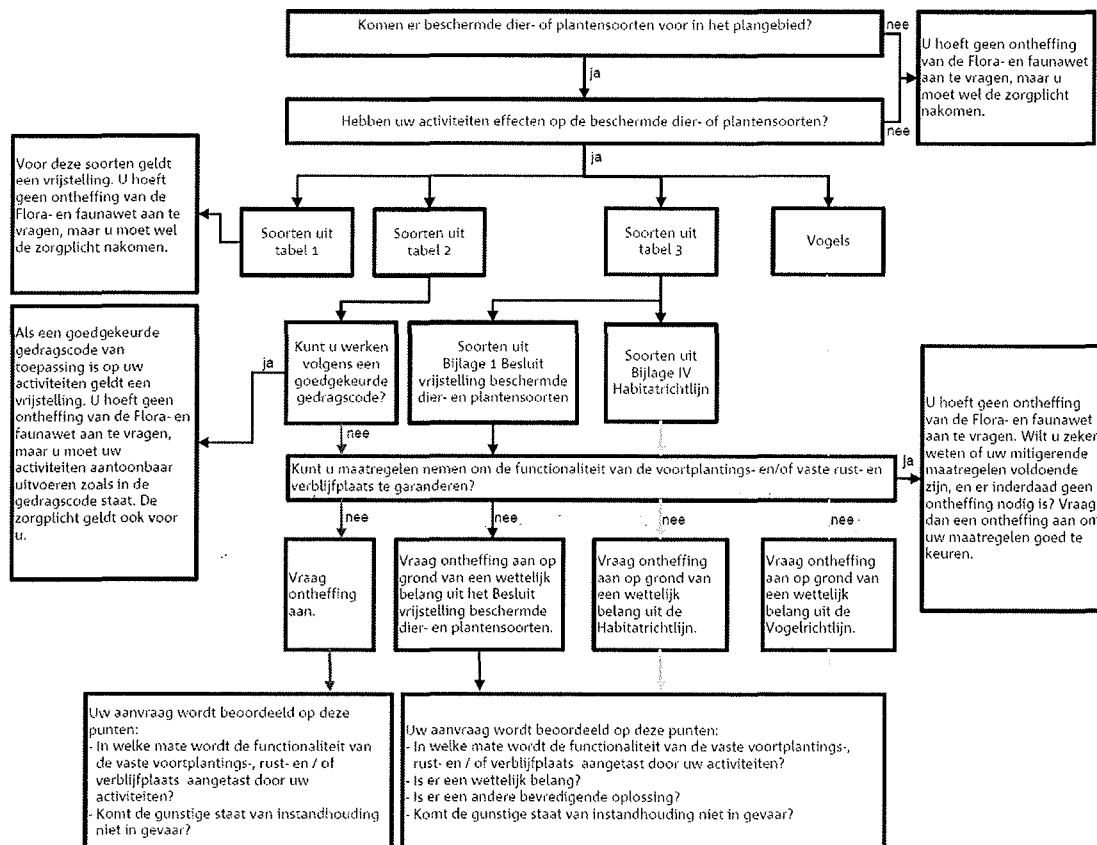 Komen er beschermde dier- of plantensoorten voor in het plangebied?
nee
U hoeft geen ontheffing
van de Flora- en faunawet
aan te vragen, maar u
moet wel de zorgplicht
nakomen.
ja
Hebben uw activiteiten effecten op de beschermde dier- of plantensoorten?
nee
ja
Voor deze soorten geldt
een vrijstelling. U hoeft
geen ontheffing van de
Flora- en faunawet aan te
vragen, maar u moet wel
de zorgplicht nakomen.
Soorten uit
tabel 1
Soorten uit
tabel 2
Soorten uit
tabel 3
Vogels
Als een goedgekeurde
gedragscode van
toepassing is op uw
activiteiten geldt een
vrijstelling. U hoeft geen
ontheffing van de Flora- en
faunawet aan te vragen,
maar u moet uw
activiteiten aantoonbaar
uitvoeren zoals in de
gedragscode staat. De
zorgplicht geldt ook voor
u.
ja
Kunt u werken
volgens een
goedgekeurde
gedragscode?
Soorten uit
Bijlage 1 Besluit
vrijstelling beschermde
dier- en plantensoorten
Soorten uit
Bijlage IV
Habitatrichtlijn
nee
Kunt u maatregelen nemen om de functionaliteit van de voortplantings- en/of vaste rust- en
verblijfplaats te garanderen?
ja
U hoeft geen ontheffing
van de Flora- en faunawet
aan te vragen. Wilt u zeker
weten of uw mitigerende
maatregelen voldoende
zijn, en er inderdaad geen
ontheffing nodig is? Vraag
dan een ontheffing aan om
uw maatregelen goed te
keuren.
nee
nee
nee
nee
Vraag
ontheffing
aan.
Vraag ontheffing aan op
grond van een wettelijk
belang uit het Besluit
vrijstelling beschermde
dier- en plantensoorten.
Vraag ontheffing
aan op grond van
een wettelijk
belang uit de
Habitatrichtlijn.
Vraag ontheffing
aan op grond van
een wettelijk
belang uit de
Vogelrichtlijn.
Uw aanvraag wordt beoordeeld op deze
punten:
- In welke mate wordt de functionaliteit van
de vaste voortplantings-, rust- en / of
verblijfplaats aangetast door uw
activiteiten?
- Komt de gunstige staat van instandhouding
niet in gevaar?
Uw aanvraag wordt beoordeeld op deze punten:
- In welke mate wordt de functionaliteit van de vaste voortplantings-,
rust- en / of verblijfplaats aangetast door uw activiteiten?
- Is er een wettelijk belang?
- Is er een andere bevredigende oplossing?
- Komt de gunstige staat van instandhouding niet in gevaar?